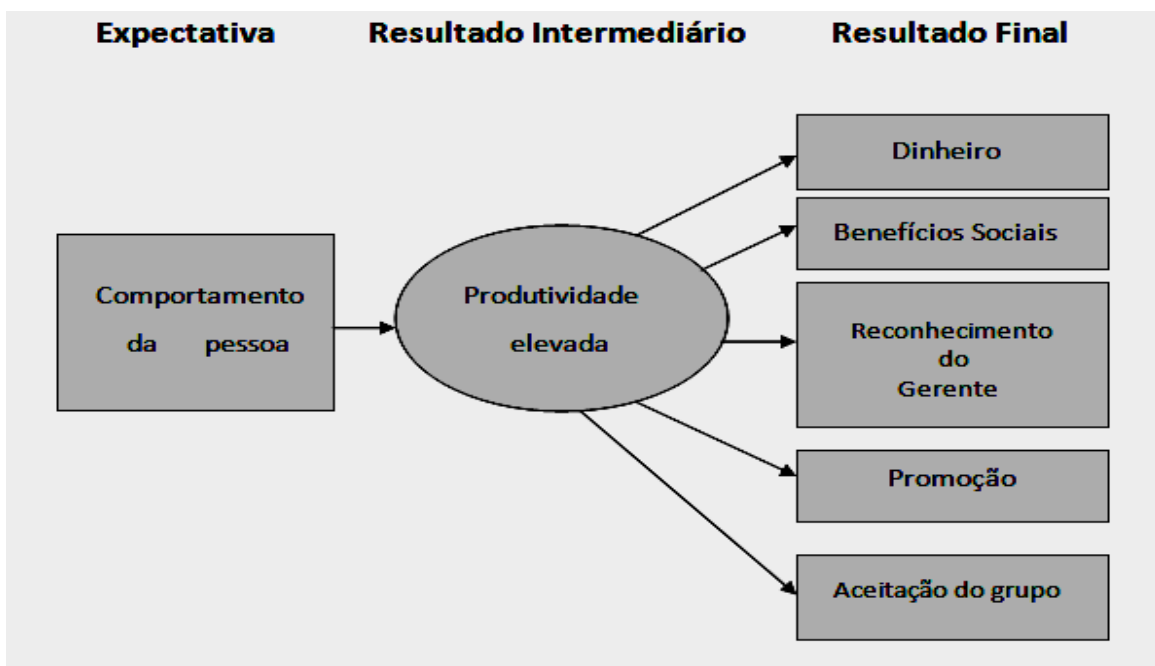 Expectativa
Resultado Intermediário
Resultado Final
Comportamento
da pessoa
Produtividade
elevada
Dinheiro
Benefícios Sociais
Reconhecimento
do
Gerente
Promoção
Aceitação do grupo